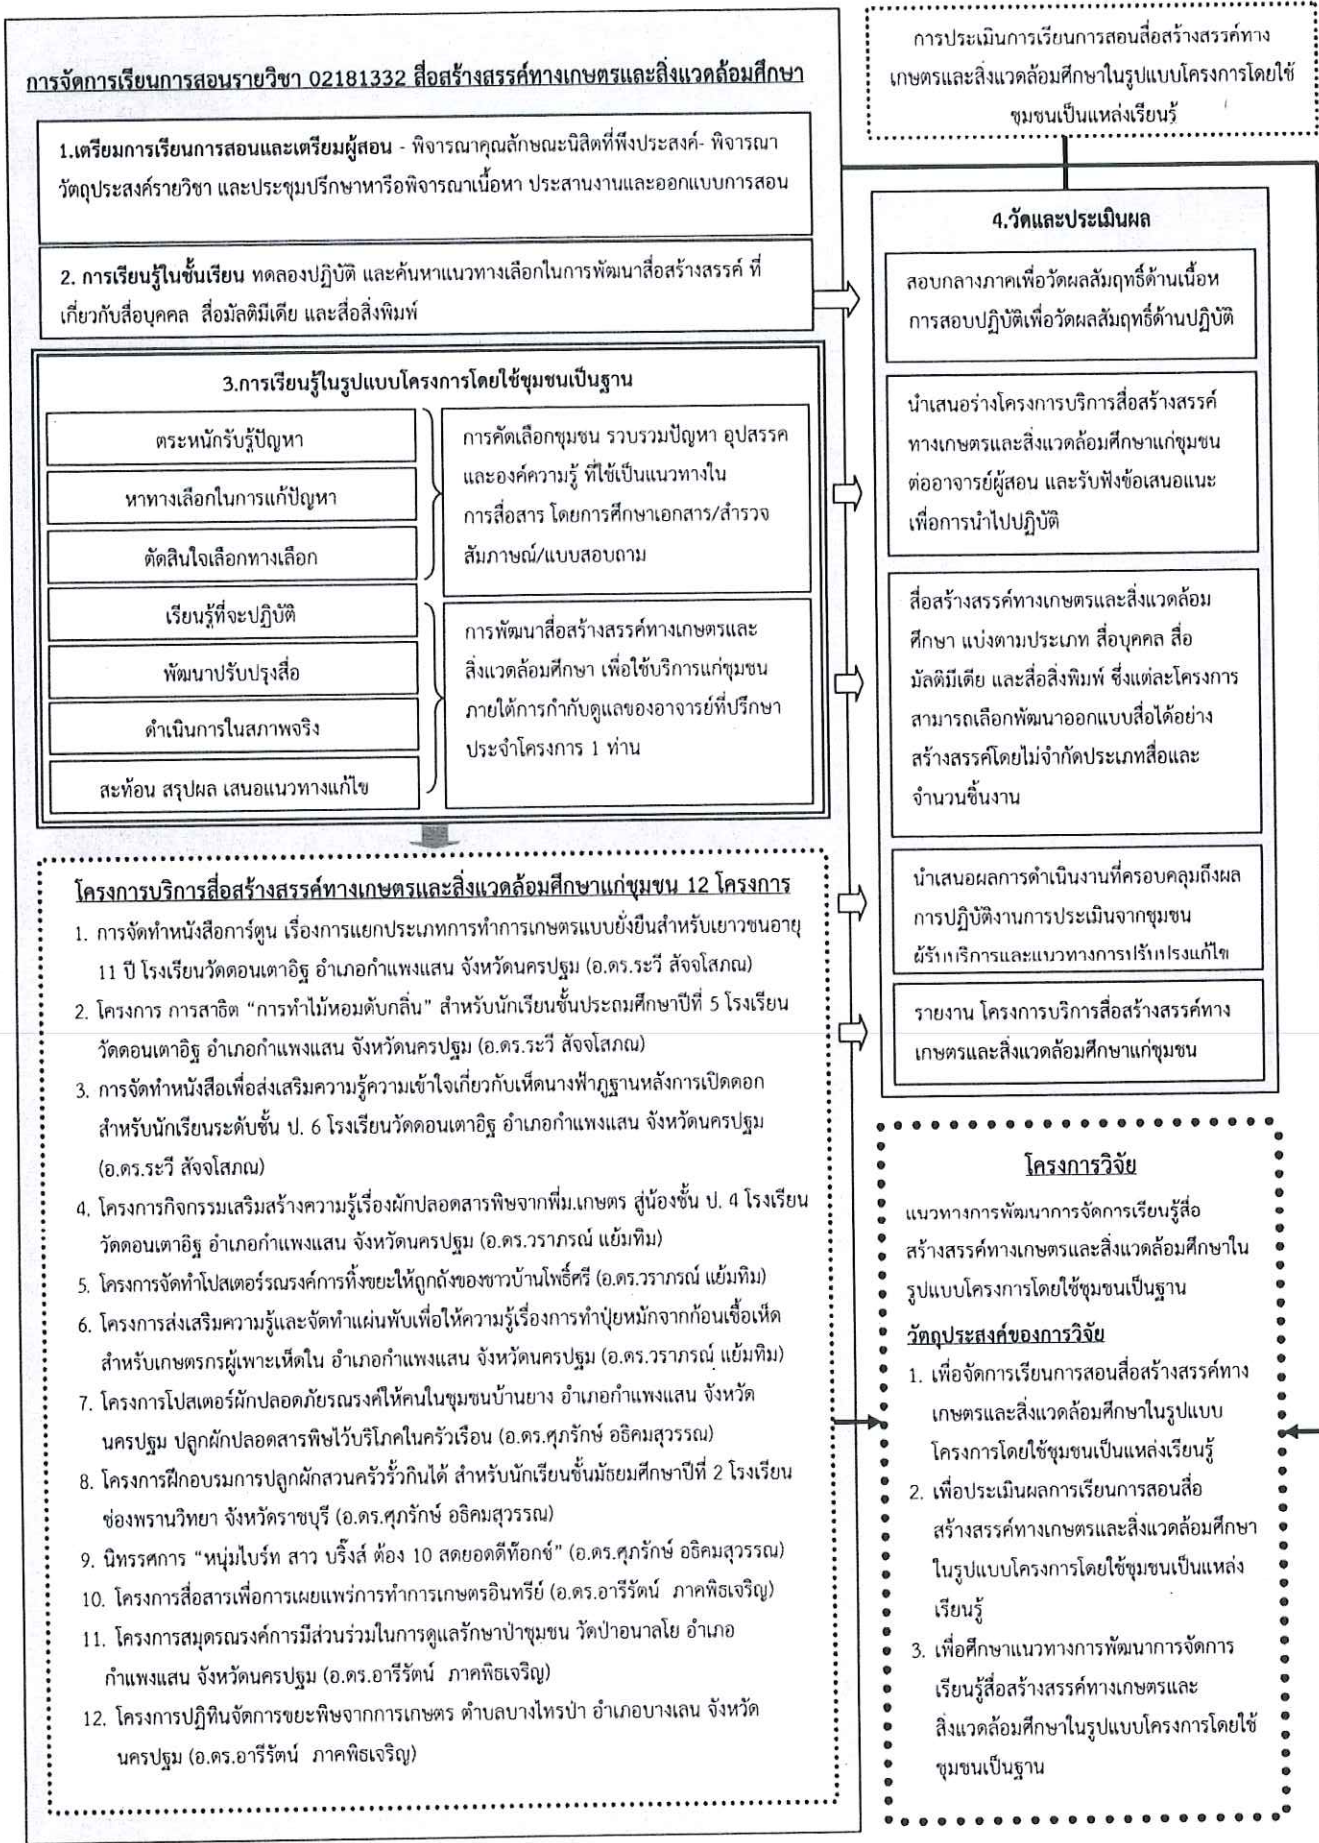 การจัดการเรียนการสอนรายวิชา 02181332 สื่อสร้างสรรค์ทางเกษตรและสิ่งแวดล้อมศึกษา
1.เตรียมการเรียนการสอนและเตรียมผู้สอน - พิจารณาคุณลักษณะนิสิตที่พึงประสงค์- พิจารณา
วัตถุประสงค์รายวิชา และประชุมปรึกษาหารือพิจารณาเนื้อหา ประสานงานและออกแบบการสอน
2. การเรียนรู้ในชั้นเรียน ทดลองปฏิบัติ และค้นหาแนวทางเลือกในการพัฒนาสื่อสร้างสรรค์ ที่
เกี่ยวกับสื่อบุคคล สื่อมัลติมีเดีย และสื่อสิ่งพิมพ์
3.การเรียนรู้ในรูปแบบโครงการโดยใช้ชุมชนเป็นฐาน
ตระหนักรับรู้ปัญหา
หาทางเลือกในการแก้ปัญหา
ตัดสินใจเลือกทางเลือก
เรียนรู้ที่จะปฏิบัติ
พัฒนาปรับปรุงสื่อ
ดำเนินการในสภาพจริง
สะท้อน สรุปผล เสนอแนวทางแก้ไข
การคัดเลือกชุมชน รวบรวมปัญหา อุปสรรค
และองค์ความรู้ ที่ใช้เป็นแนวทางใน
การสื่อสาร โดยการศึกษาเอกสาร/สำรวจ
สัมภาษณ์/แบบสอบถาม
การพัฒนาสื่อสร้างสรรค์ทางเกษตรและ
สิ่งแวดล้อมศึกษา เพื่อใช้บริการแก่ชุมชน
ภายใต้การกำกับดูแลของอาจารย์ที่ปรึกษา
ประจำโครงการ 1 ท่าน
โครงการบริการสื่อสร้างสรรค์ทางเกษตรและสิ่งแวดล้อมศึกษาแก่ชุมชน 12 โครงการ
1. การจัดทำหนังสือการ์ตูน เรื่องการแยกประเภทการทำการเกษตรแบบยั่งยืนสำหรับเยาวชนอายุ
11 ปี โรงเรียนวัดดอนเตาอิฐ อำเภอกำแพงแสน จังหวัดนครปฐม (อ.ดร.ระวี สัจจโสภณ)
2. โครงการ การสาธิต “การทำไม้หอมดับกลิ่น” สำหรับนักเรียนชั้นประถมศึกษาปีที่ 5 โรงเรียน
วัดดอนเตาอิฐ อำเภอกำแพงแสน จังหวัดนครปฐม (อ.ดร.ระวี สัจจโสภณ)
3. การจัดทำหนังสือเพื่อส่งเสริมความรู้ความเข้าใจเกี่ยวกับเห็ดนางฟ้าภูฐานหลังการเปิดดอก
สำหรับนักเรียนระดับชั้น ป. 6 โรงเรียนวัดดอนเตาอิฐ อำเภอกำแพงแสน จังหวัดนครปฐม
(อ.ดร.ระวี สัจจโสภณ)
4. โครงการกิจกรรมเสริมสร้างความรู้เรื่องผักปลอดสารพิษจากพี่ม.เกษตร สู่น้องชั้น ป. 4 โรงเรียน
วัดดอนเตาอิฐ อำเภอกำแพงแสน จังหวัดนครปฐม (อ.ดร.วราภรณ์ แย้มทิม)
5. โครงการจัดทำโปสเตอร์รณรงค์การทิ้งขยะให้ถูกถังของชาวบ้านโพธิ์ศรี (อ.ดร.วราภรณ์ แย้มทิม)
6. โครงการส่งเสริมความรู้และจัดทำแผ่นพับเพื่อให้ความรู้เรื่องการทำปุ๋ยหมักจากก้อนเชื้อเห็ด
สำหรับเกษตรกรผู้เพาะเห็ดใน อำเภอกำแพงแสน จังหวัดนครปฐม (อ.ดร.วราภรณ์ แย้มทิม)
7. โครงการโปสเตอร์ผักปลอดภัยรณรงค์ให้คนในชุมชนบ้านยาง อำเภอกำแพงแสน จังหวัด
นครปฐม ปลูกผักปลอดสารพิษไว้บริโภคในครัวเรือน (อ.ดร.ศุภรักษ์ อธิคมสุวรรณ)
8. โครงการฝึกอบรมการปลูกผักสวนครัวรั้วกินได้ สำหรับนักเรียนชั้นมัธยมศึกษาปีที่ 2 โรงเรียน
ช่องพรานวิทยา จังหวัดราชบุรี (อ.ดร.ศุภรักษ์ อธิคมสุวรรณ)
9. นิทรรศการ “หนุ่มไบร์ท สาว บริ๊งส์ ต้อง 10 สดยอดดีท๊อกซ์” (อ.ดร.ศุภรักษ์ อธิคมสุวรรณ)
10. โครงการสื่อสารเพื่อการเผยแพร่การทำการเกษตรอินทรีย์ (อ.ดร.อารีรัตน์ ภาคพิธเจริญ)
11. โครงการสมุดรณรงค์การมีส่วนร่วมในการดูแลรักษาป่าชุมชน วัดป่าอนาลโย อำเภอ
กำแพงแสน จังหวัดนครปฐม (อ.ดร.อารีรัตน์ ภาคพิธเจริญ)
12. โครงการปฏิทินจัดการขยะพิษจากการเกษตร ตำบลบางไทรป่า อำเภอบางเลน จังหวัด
นครปฐม (อ.ดร.อารีรัตน์ ภาคพิธเจริญ)
การประเมินการเรียนการสอนสื่อสร้างสรรค์ทาง
เกษตรและสิ่งแวดล้อมศึกษาในรูปแบบโครงการโดยใช้
ชุมชนเป็นแหล่งเรียนรู้
4.วัดและประเมินผล
สอบกลางภาคเพื่อวัดผลสัมฤทธิ์ด้านเนื้อห
การสอบปฏิบัติเพื่อวัดผลสัมฤทธิ์ด้านปฏิบัติ
นำเสนอร่างโครงการบริการสื่อสร้างสรรค์
ทางเกษตรและสิ่งแวดล้อมศึกษาแก่ชุมชน
ต่ออาจารย์ผู้สอน และรับฟังข้อเสนอแนะ
เพื่อการนำไปปฏิบัติ
สื่อสร้างสรรค์ทางเกษตรและสิ่งแวดล้อม
ศึกษา แบ่งตามประเภท สื่อบุคคล สื่อ
มัลติมีเดีย และสื่อสิ่งพิมพ์ ซึ่งแต่ละโครงการ
สามารถเลือกพัฒนาออกแบบสื่อได้อย่าง
สร้างสรรค์โดยไม่จำกัดประเภทสื่อและ
จำนวนชิ้นงาน
นำเสนอผลการดำเนินงานที่ครอบคลุมถึงผล
การปฏิบัติงานการประเมินจากชุมชน
ผู้รับบริการและแนวทางการปรับปรุงแก้ไข
รายงาน โครงการบริการสื่อสร้างสรรค์ทาง
เกษตรและสิ่งแวดล้อมศึกษาแก่ชุมชน
โครงการวิจัย
แนวทางการพัฒนาการจัดการเรียนรู้สื่อ
สร้างสรรค์ทางเกษตรและสิ่งแวดล้อมศึกษาใน
รูปแบบโครงการโดยใช้ชุมชนเป็นฐาน
วัตถุประสงค์ของการวิจัย
1. เพื่อจัดการเรียนการสอนสื่อสร้างสรรค์ทาง
เกษตรและสิ่งแวดล้อมศึกษาในรูปแบบ
โครงการโดยใช้ชุมชนเป็นแหล่งเรียนรู้
2. เพื่อประเมินผลการเรียนการสอนสื่อ
สร้างสรรค์ทางเกษตรและสิ่งแวดล้อมศึกษา
ในรูปแบบโครงการโดยใช้ชุมชนเป็นแหล่ง
เรียนรู้
3. เพื่อศึกษาแนวทางการพัฒนาการจัดการ
เรียนรู้สื่อสร้างสรรค์ทางเกษตรและ
สิ่งแวดล้อมศึกษาในรูปแบบโครงการโดยใช้
ชุมชนเป็นฐาน